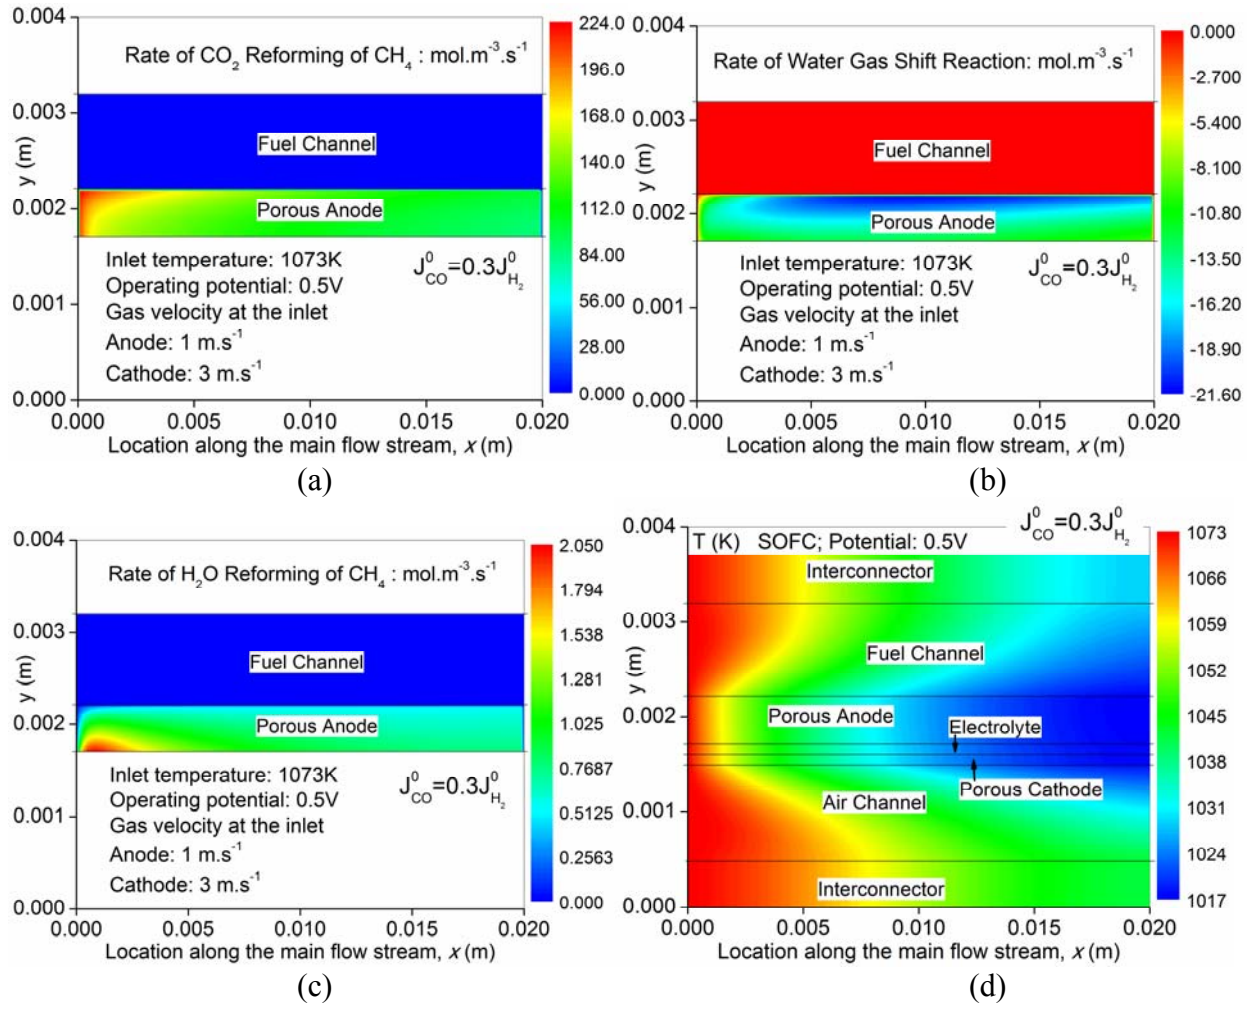 Rate of CO2 Reforming of CH4 : mol.m-3.s-1
Fuel Channel
Porous Anode
Inlet temperature: 1073K
Operating potential: 0.5V
Gas velocity at the inlet
Anode: 1 m.s-1
Cathode: 3 m.s-1
J0CO=0.3J0H2
0.004
0.003
0.002
0.001
0.000
y (m)
0.000 0.005 0.010 0.015 0.020
Location along the main flow stream, x (m)
224.0
196.0
168.0
140.0
112.0
84.00
56.00
28.00
0.000
(a)
Rate of Water Gas Shift Reaction: mol.m-3.s-1
Fuel Channel
Porous Anode
Inlet temperature: 1073K
Operating potential: 0.5V
Gas velocity at the inlet
Anode: 1 m.s-1
Cathode: 3 m.s-1
J0CO=0.3J0H2
0.004
0.003
0.002
0.001
0.000
y (m)
0.000 0.005 0.010 0.015 0.020
Location along the main flow stream, x (m)
0.000
-2.700
-5.400
-8.100
-10.80
-13.50
-16.20
-18.90
-21.60
(b)
Rate of H2O Reforming of CH4 : mol.m-3.s-1
Fuel Channel
Porous Anode
Inlet temperature: 1073K
Operating potential: 0.5V
Gas velocity at the inlet
Anode: 1 m.s-1
Cathode: 3 m.s-1
J0CO=0.3J0H2
0.004
0.003
0.002
0.001
0.000
y (m)
0.000 0.005 0.010 0.015 0.020
Location along the main flow stream, x (m)
2.050
1.794
1.538
1.281
1.025
0.7687
0.5125
0.2563
0.000
(c)
J0CO=0.3J0H2
T (K) SOFC; Potential: 0.5V
Interconnector
Fuel Channel
Porous Anode
Electrolyte
Porous Cathode
Air Channel
Interconnector
0.004
0.003
0.002
0.001
0.000
y (m)
0.000 0.005 0.010 0.015 0.020
Location along the main flow stream, x (m)
1073
1066
1059
1052
1045
1038
1031
1024
1017
(d)